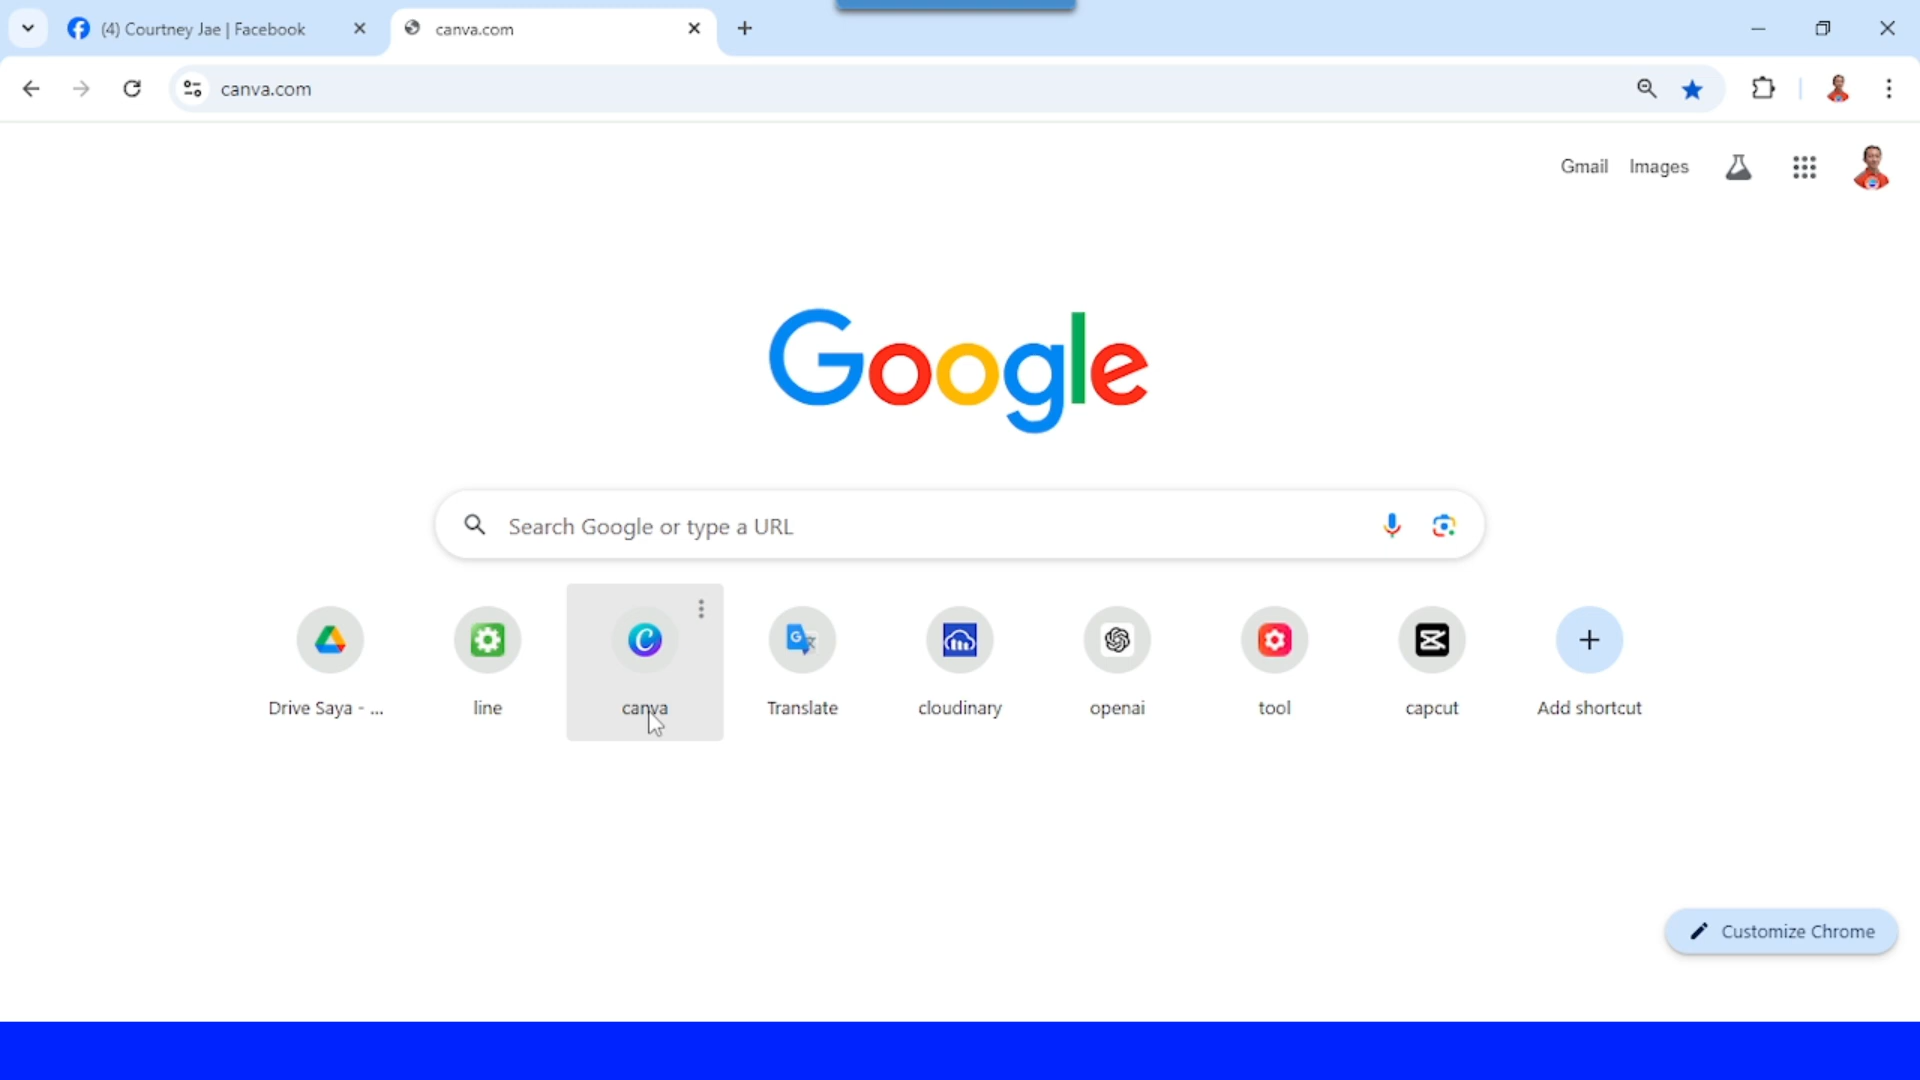 (4) Courtney Jae | Facebook
canva.com
canva.com
Gmail
Images
Google
Search Google or type a URL
Drive Saya - ...
line
canva
Translate
cloudinary
openai
tool
capcut
Add shortcut
Customize Chrome